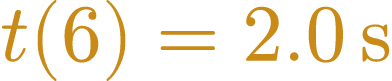 t(6) = 2.0 s